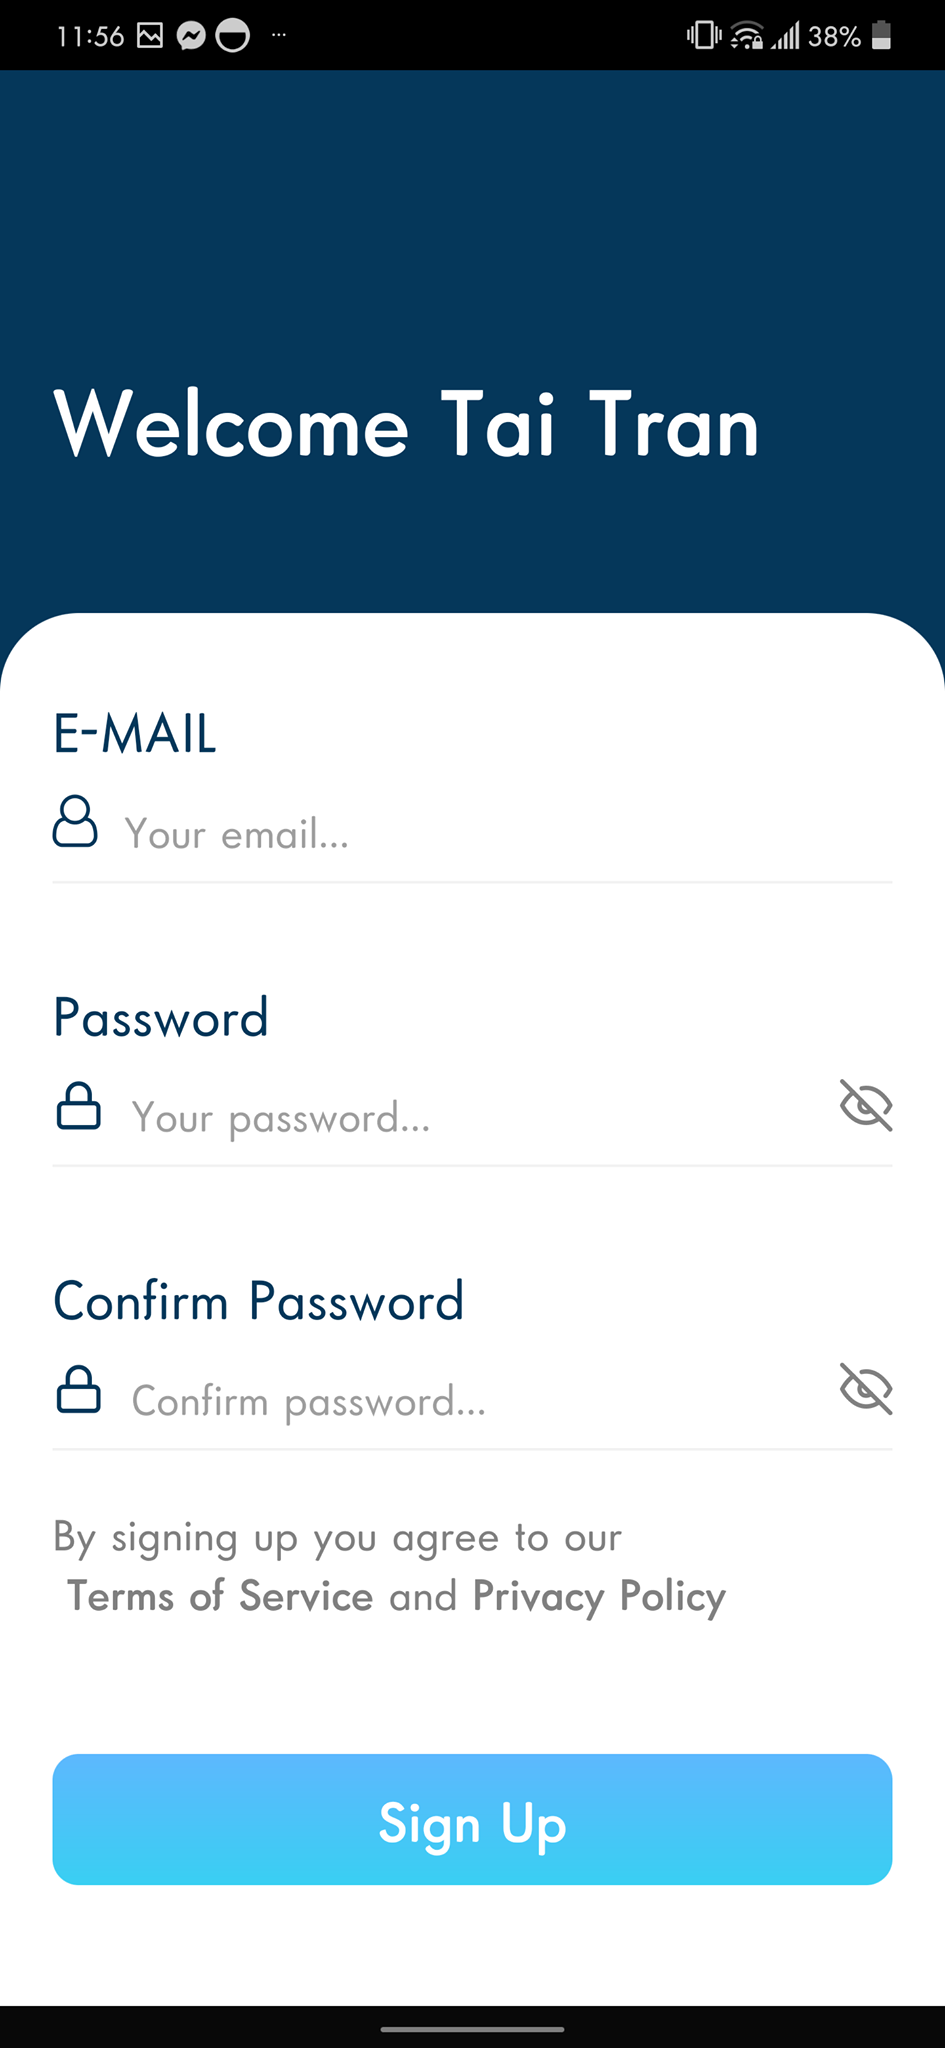 11:56 ... 38%
Welcome Tai Tran
E-MAIL
Your email...
Password
Your password...
Confirm Password
Confirm password...
By signing up you agree to our
Terms of Service and Privacy Policy
Sign Up